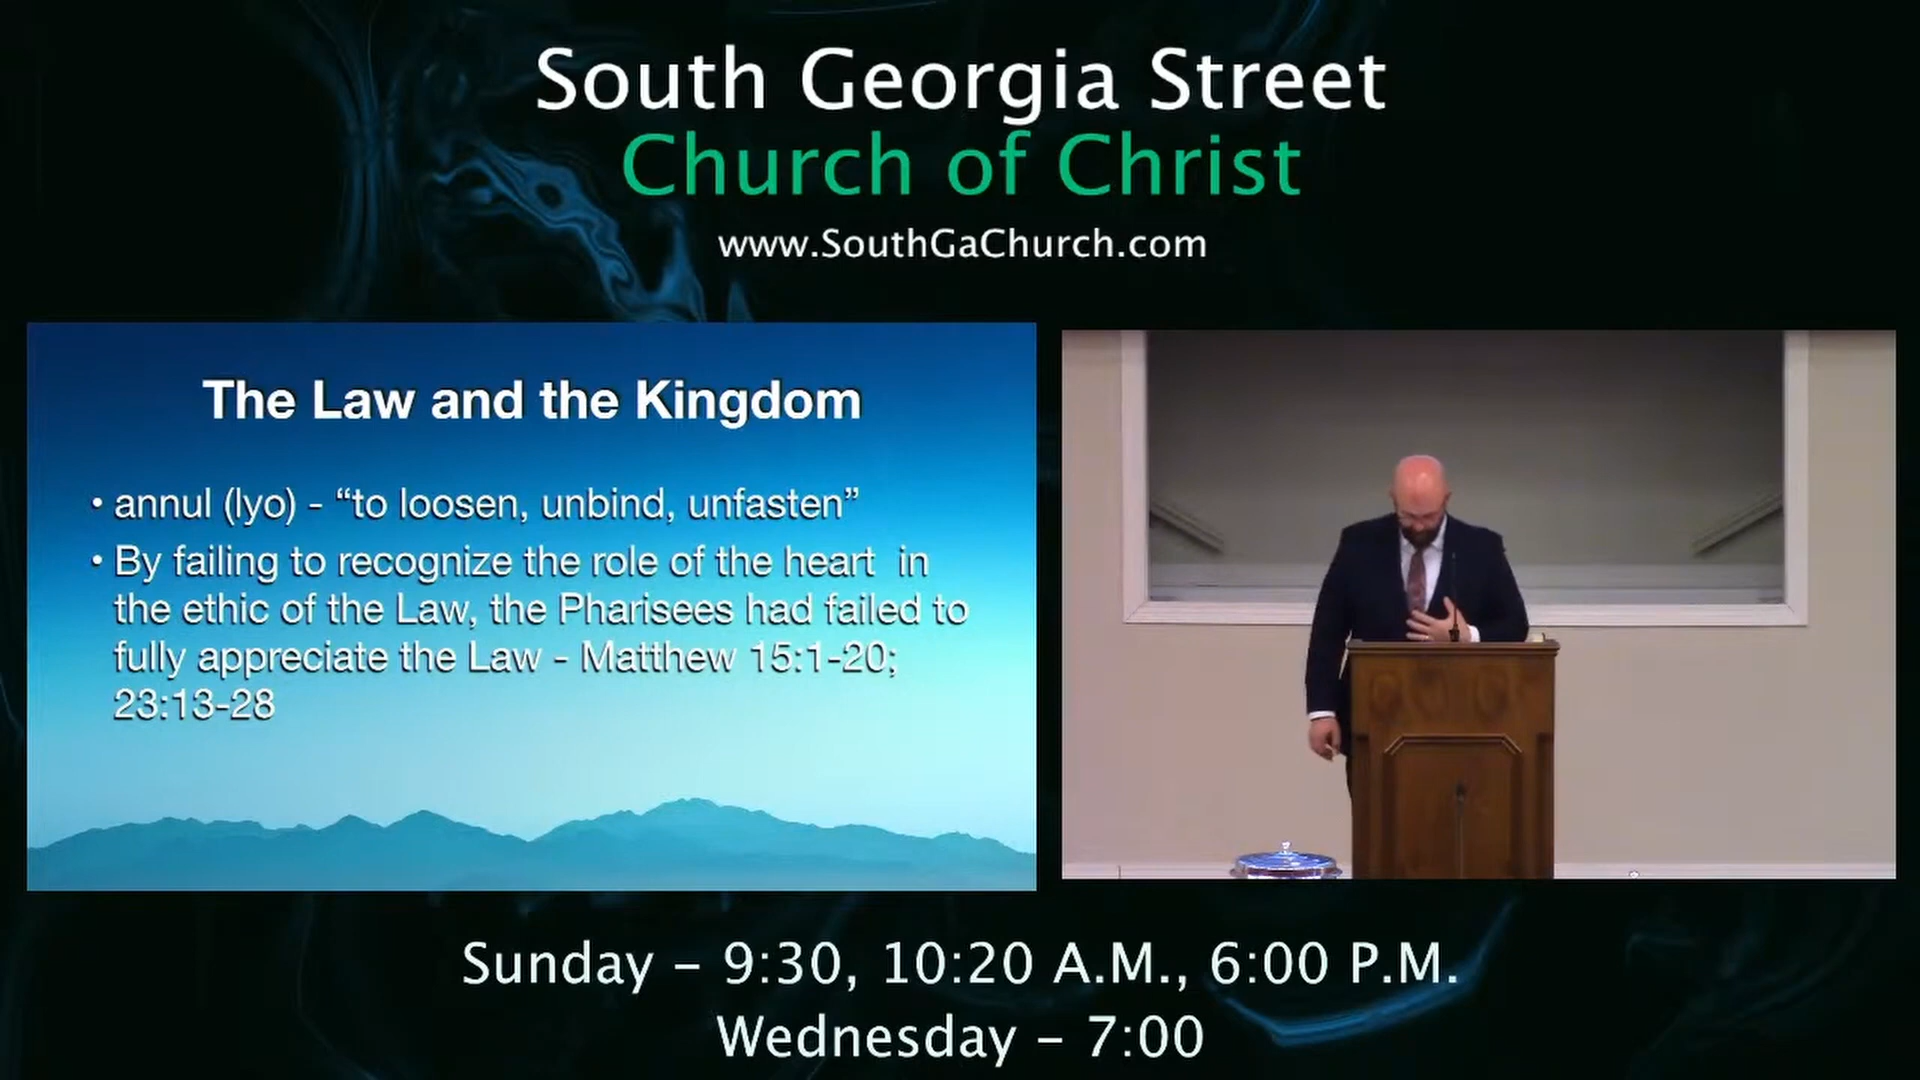 South Georgia Street
Church of Christ
www.SouthGaChurch.com
The Law and the Kingdom
• annul (lyo) - “to loosen, unbind, unfasten”
• By failing to recognize the role of the heart in
the ethic of the Law, the Pharisees had failed to
fully appreciate the Law - Matthew 15:1-20;
23:13-28
Sunday – 9:30, 10:20 A.M., 6:00 P.M.
Wednesday – 7:00